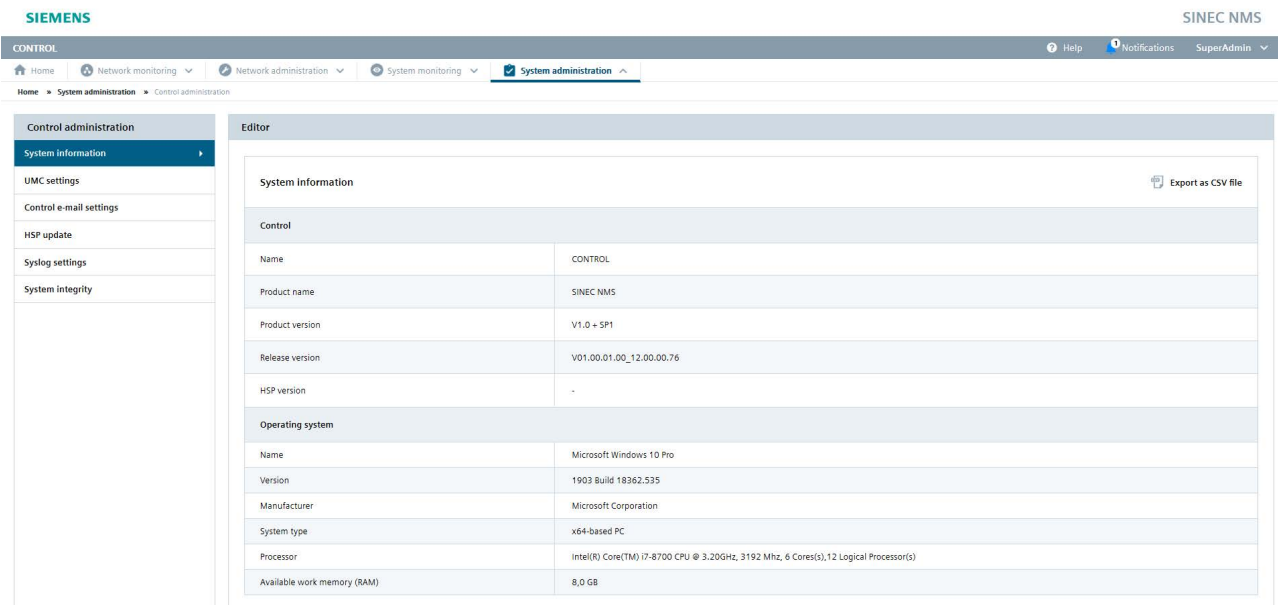 SIEMENS
SINEC NMS
CONTROL
Help
1
Notifications
SuperAdmin
Home
Network monitoring
Network administration
System monitoring
System administration
Home » System administration » Control administration
Control administration
System information
UMC settings
Control e-mail settings
HSP update
Syslog settings
System integrity
Editor
System information
Export as CSV file
Control
Name CONTROL
Product name SINEC NMS
Product version V1.0 + SP1
Release version V01.00.01.00_12.00.00.76
HSP version -
Operating system
Name Microsoft Windows 10 Pro
Version 1903 Build 18362.535
Manufacturer Microsoft Corporation
System type x64-based PC
Processor Intel(R) Core(TM) i7-8700 CPU @ 3.20GHz, 3192 Mhz, 6 Cores(s),12 Logical Processor(s)
Available work memory (RAM) 8,0 GB